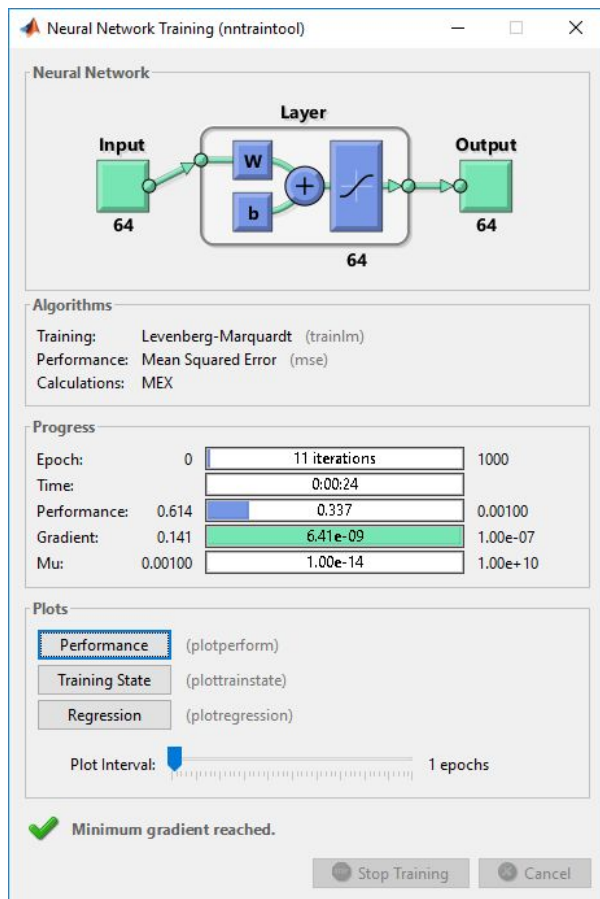 Neural Network Training (nntraintool)
Neural Network
Layer
Input
W
b
+
Output
64
64
64
Algorithms
Training: Levenberg-Marquardt (trainlm)
Performance: Mean Squared Error (mse)
Calculations: MEX
Progress
Epoch: 0 11 iterations 1000
Time: 0:00:24
Performance: 0.614 0.337 0.00100
Gradient: 0.141 6.41e-09 1.00e-07
Mu: 0.00100 1.00e-14 1.00e+10
Plots
Performance (plotperform)
Training State (plottrainstate)
Regression (plotregression)
Plot Interval: 1 epochs
Minimum gradient reached.
Stop Training Cancel